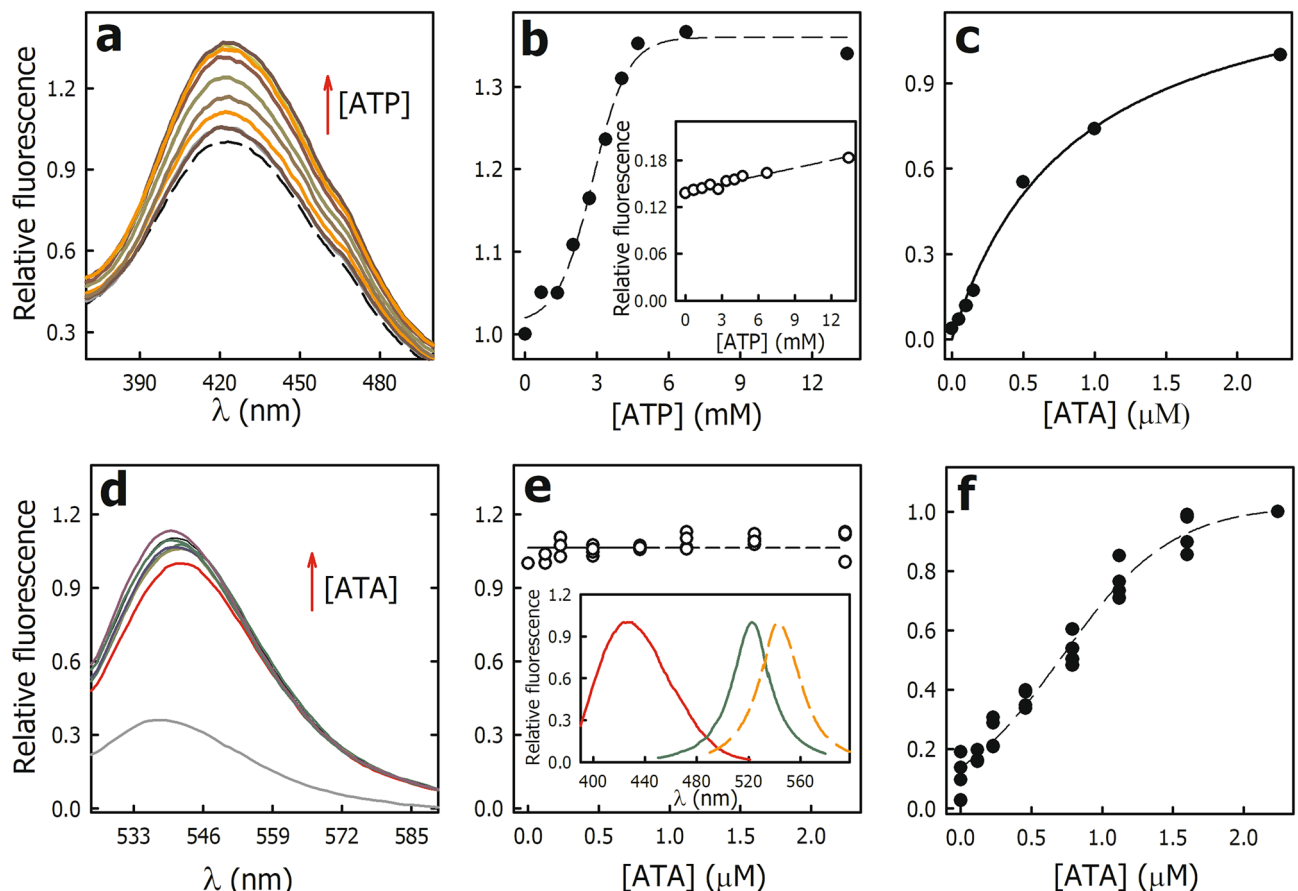 a
Relative fluorescence
1.2
0.9
0.6
0.3
[ATP]
390 420 450 480
λ (nm)
b
1.3
1.2
1.1
1.0
Relative fluorescence
0.18
0.12
0.06
0.00
0 3 6 9 12
[ATP] (mM)
0 3 6 9 12
[ATP] (mM)
c
Relative fluorescence
0.9
0.6
0.3
0.0
0.0 0.5 1.0 1.5 2.0
[ATA] (μM)
d
Relative fluorescence
1.2
0.9
0.6
0.3
0.0
[ATA]
533 546 559 572 585
λ (nm)
e
1.2
0.9
0.6
0.3
0.0
Relative fluorescence
1.2
0.9
0.6
0.3
0.0
400 440 480 520 560
λ (nm)
0.0 0.5 1.0 1.5 2.0
[ATA] (μM)
f
Relative fluorescence
1.0
0.8
0.6
0.4
0.2
0.0
0.0 0.5 1.0 1.5 2.0
[ATA] (μM)